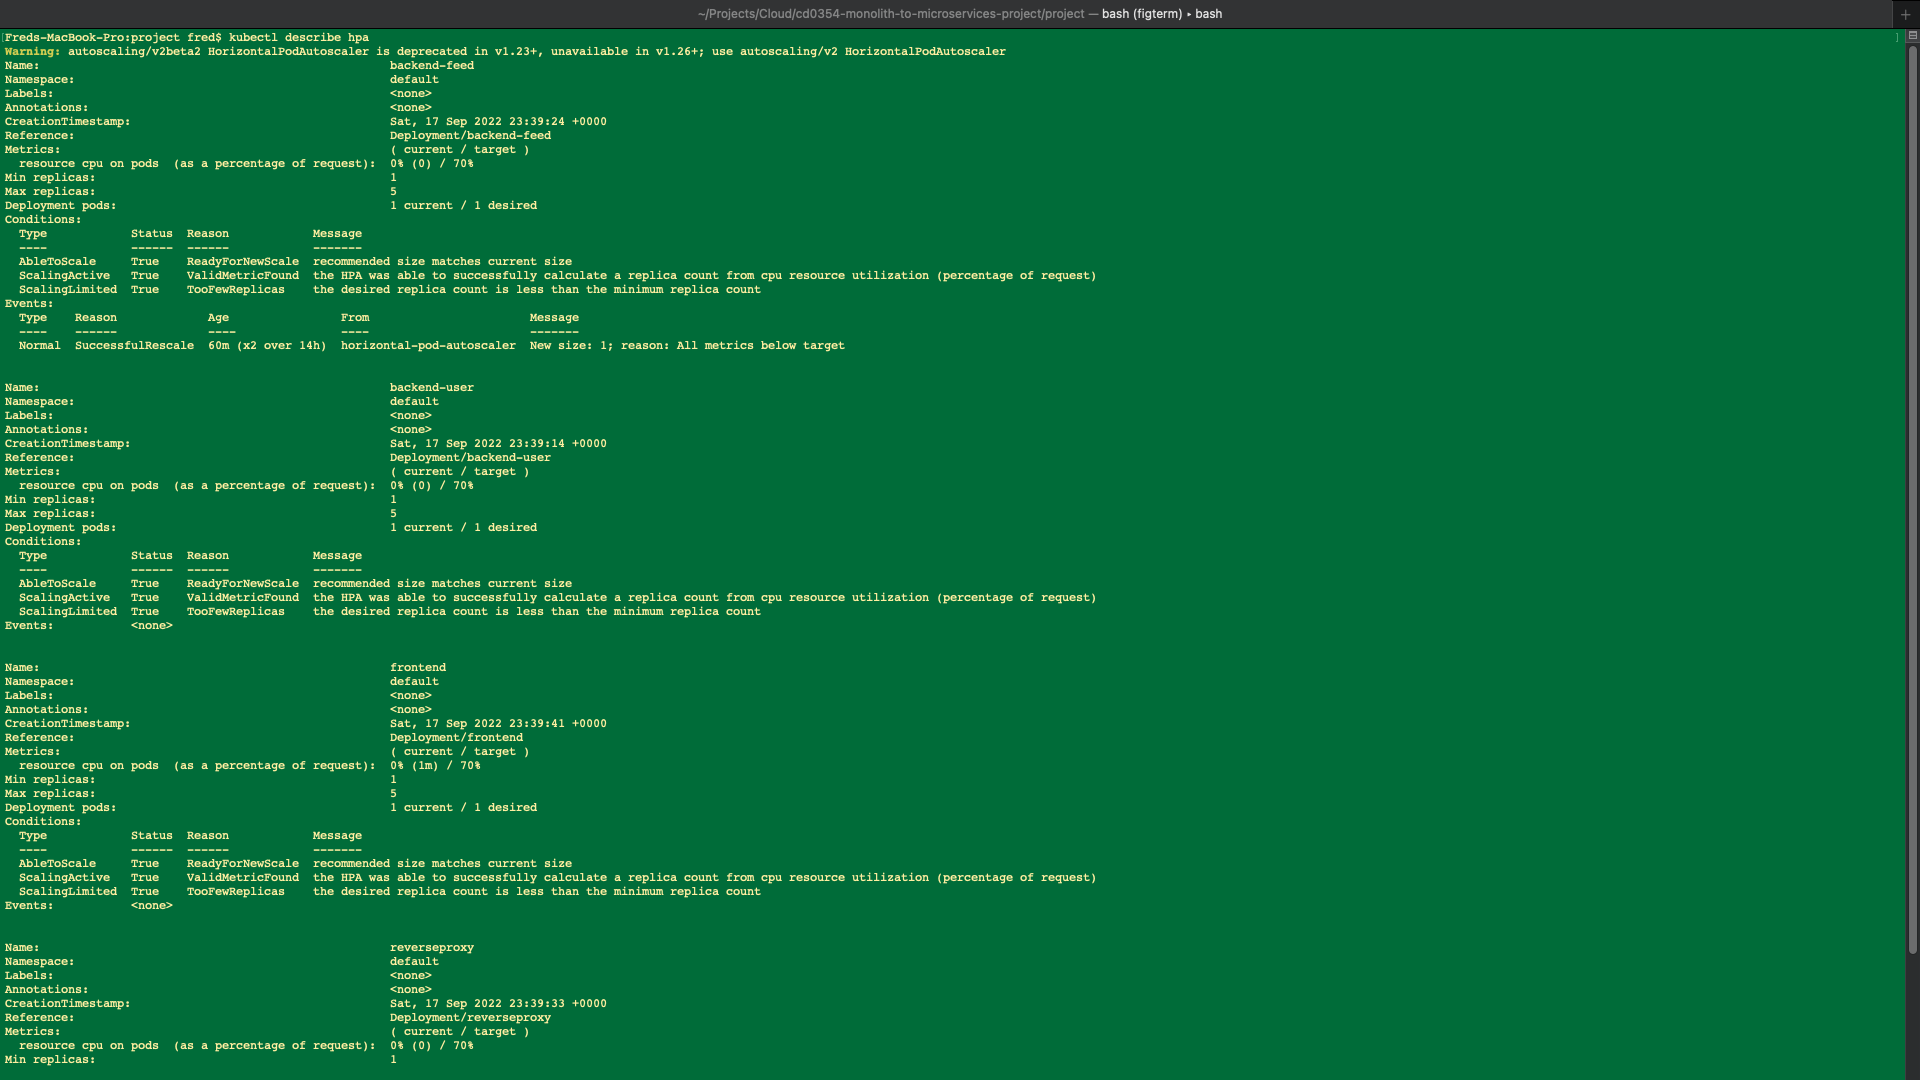 ~/Projects/Cloud/cd0354-monolith-to-microservices-project/project — bash (figterm) ▸ bash
Freds-MacBook-Pro:project fred$ kubectl describe hpa
Warning: autoscaling/v2beta2 HorizontalPodAutoscaler is deprecated in v1.23+, unavailable in v1.26+; use autoscaling/v2 HorizontalPodAutoscaler
Name: backend-feed
Namespace: default
Labels: <none>
Annotations: <none>
CreationTimestamp: Sat, 17 Sep 2022 23:39:24 +0000
Reference: Deployment/backend-feed
Metrics: ( current / target )
resource cpu on pods (as a percentage of request): 0% (0) / 70%
Min replicas: 1
Max replicas: 5
Deployment pods: 1 current / 1 desired
Conditions:
Type Status Reason Message
---- ------ ------ -------
AbleToScale True ReadyForNewScale recommended size matches current size
ScalingActive True ValidMetricFound the HPA was able to successfully calculate a replica count from cpu resource utilization (percentage of request)
ScalingLimited True TooFewReplicas the desired replica count is less than the minimum replica count
Events:
Type Reason Age From Message
---- ------ ---- ---- -------
Normal SuccessfulRescale 60m (x2 over 14h) horizontal-pod-autoscaler New size: 1; reason: All metrics below target
Name: backend-user
Namespace: default
Labels: <none>
Annotations: <none>
CreationTimestamp: Sat, 17 Sep 2022 23:39:14 +0000
Reference: Deployment/backend-user
Metrics: ( current / target )
resource cpu on pods (as a percentage of request): 0% (0) / 70%
Min replicas: 1
Max replicas: 5
Deployment pods: 1 current / 1 desired
Conditions:
Type Status Reason Message
---- ------ ------ -------
AbleToScale True ReadyForNewScale recommended size matches current size
ScalingActive True ValidMetricFound the HPA was able to successfully calculate a replica count from cpu resource utilization (percentage of request)
ScalingLimited True TooFewReplicas the desired replica count is less than the minimum replica count
Events: <none>
Name: frontend
Namespace: default
Labels: <none>
Annotations: <none>
CreationTimestamp: Sat, 17 Sep 2022 23:39:41 +0000
Reference: Deployment/frontend
Metrics: ( current / target )
resource cpu on pods (as a percentage of request): 0% (1m) / 70%
Min replicas: 1
Max replicas: 5
Deployment pods: 1 current / 1 desired
Conditions:
Type Status Reason Message
---- ------ ------ -------
AbleToScale True ReadyForNewScale recommended size matches current size
ScalingActive True ValidMetricFound the HPA was able to successfully calculate a replica count from cpu resource utilization (percentage of request)
ScalingLimited True TooFewReplicas the desired replica count is less than the minimum replica count
Events: <none>
Name: reverseproxy
Namespace: default
Labels: <none>
Annotations: <none>
CreationTimestamp: Sat, 17 Sep 2022 23:39:33 +0000
Reference: Deployment/reverseproxy
Metrics: ( current / target )
resource cpu on pods (as a percentage of request): 0% (0) / 70%
Min replicas: 1